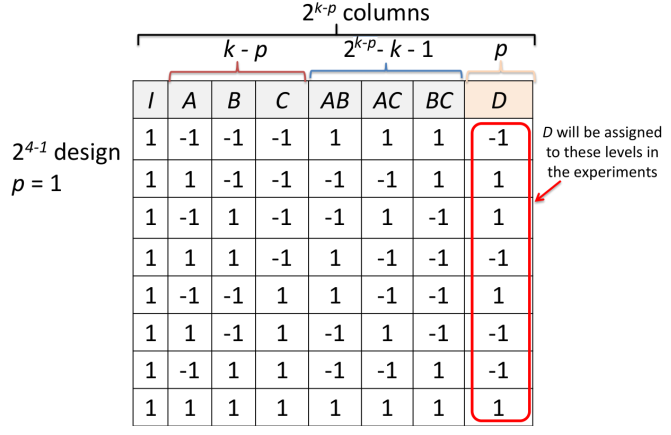 2^{k-p} columns
k - p 2^{k-p}- k - 1 p
I A B C AB AC BC D
1 -1 -1 -1 1 1 1 -1
1 1 -1 -1 -1 -1 1 1
1 -1 1 -1 -1 1 -1 1
1 1 1 -1 1 -1 -1 -1
1 -1 -1 1 1 -1 -1 1
1 1 -1 1 -1 1 -1 -1
1 -1 1 1 -1 -1 1 -1
1 1 1 1 1 1 1 1
2^{4-1} design
p = 1
D will be assigned
to these levels in
the experiments